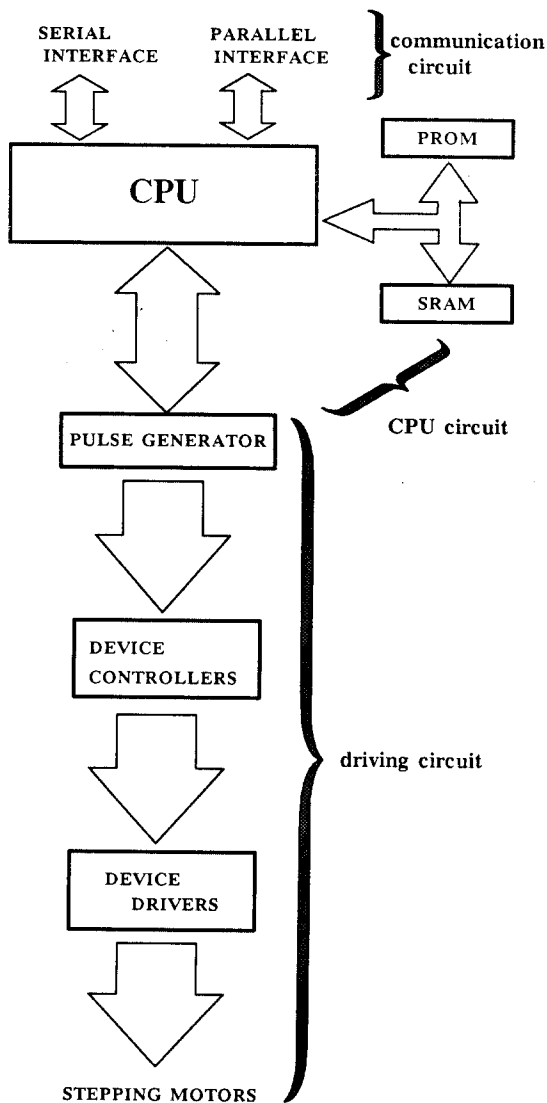 SERIAL
INTERFACE
PARALLEL
INTERFACE
communication
circuit
PROM
CPU
SRAM
CPU circuit
PULSE GENERATOR
DEVICE
CONTROLLERS
driving circuit
DEVICE
DRIVERS
STEPPING MOTORS